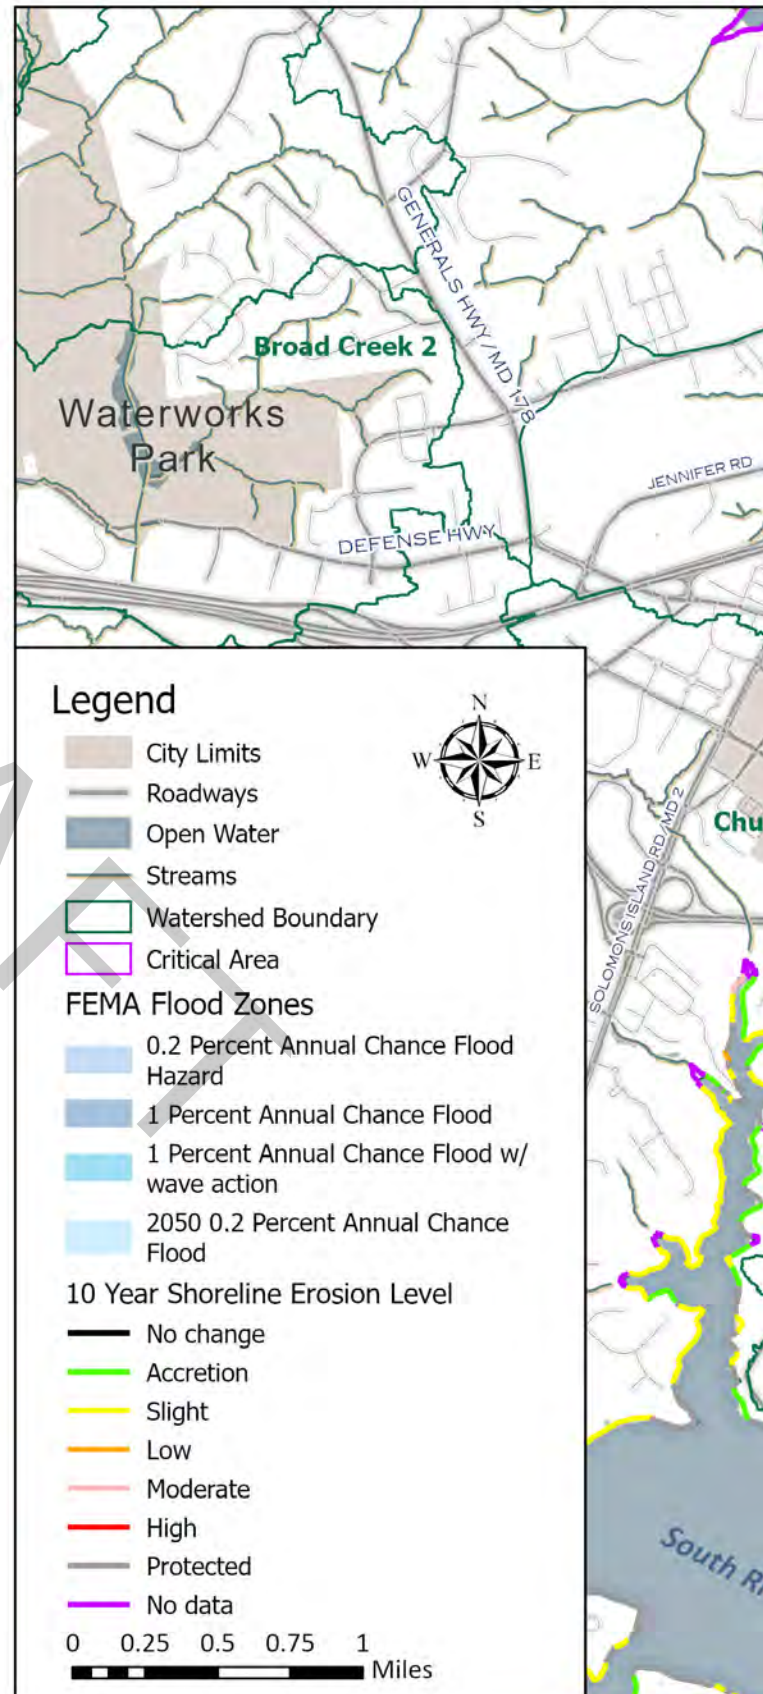 GENERALS HWY / MD 178
Broad Creek 2
Waterworks
Park
JENNIFER RD
DEFENSE HWY
Legend
N
W
E
S
City Limits
Roadways
Open Water
Streams
Watershed Boundary
Critical Area
FEMA Flood Zones
0.2 Percent Annual Chance Flood
Hazard
1 Percent Annual Chance Flood
1 Percent Annual Chance Flood w/
wave action
2050 0.2 Percent Annual Chance
Flood
10 Year Shoreline Erosion Level
No change
Accretion
Slight
Low
Moderate
High
Protected
No data
0 0.25 0.5 0.75 1
Miles
SOLOMONS ISLAND RD/MD 2
Chu
South Ri